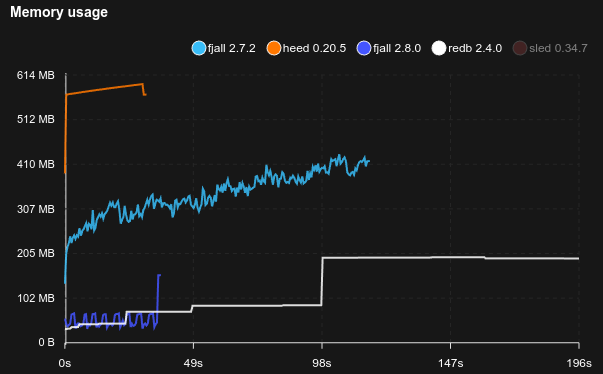 Memory usage
fjall 2.7.2 heed 0.20.5 fjall 2.8.0 redb 2.4.0 sled 0.34.7
614 MB
512 MB
410 MB
307 MB
205 MB
102 MB
0 B
0s 49s 98s 147s 196s